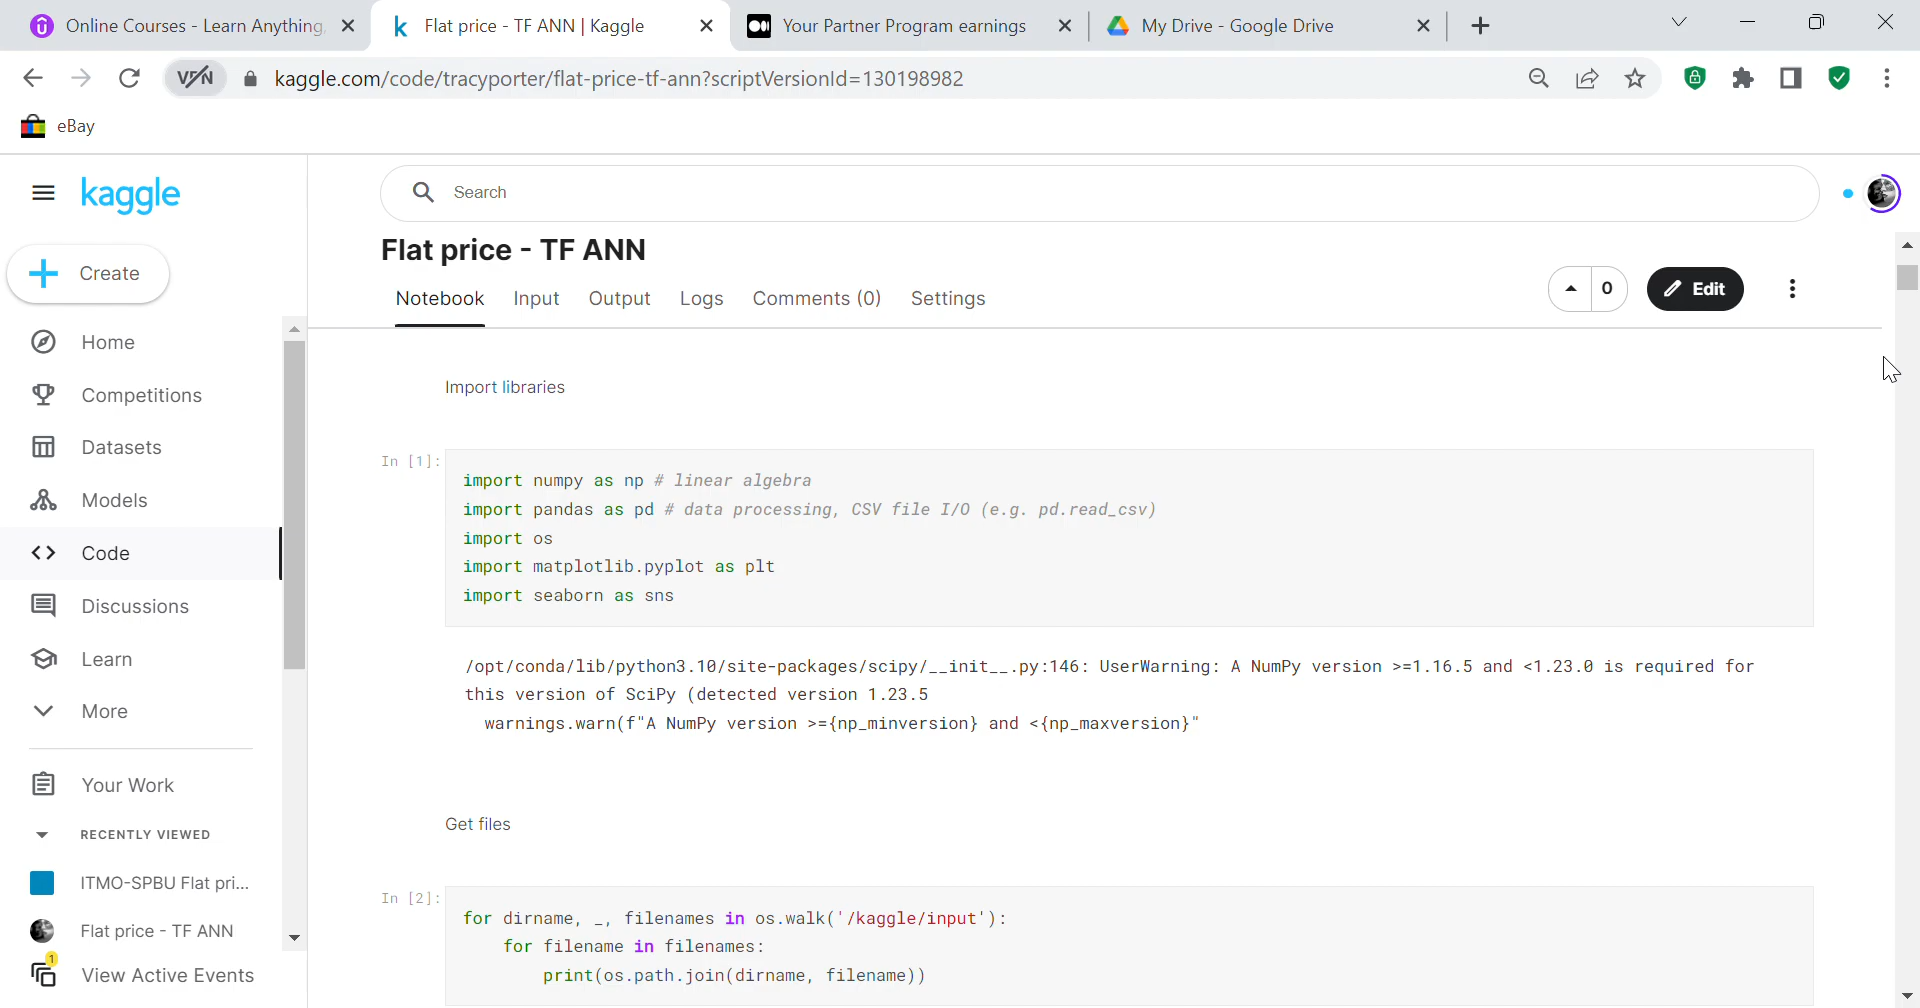 Online Courses - Learn Anything,
Flat price - TF ANN | Kaggle
Your Partner Program earnings
My Drive - Google Drive
VPN
kaggle.com/code/tracyporter/flat-price-tf-ann?scriptVersionId=130198982
eBay
kaggle
Search
Flat price - TF ANN
Create
Notebook Input Output Logs Comments (0) Settings
0
Edit
Home
Competitions
Datasets
Models
Code
Discussions
Learn
More
Your Work
RECENTLY VIEWED
ITMO-SPBU Flat pri...
Flat price - TF ANN
1
View Active Events
Import libraries
In [1]:
import numpy as np # linear algebra
import pandas as pd # data processing, CSV file I/O (e.g. pd.read_csv)
import os
import matplotlib.pyplot as plt
import seaborn as sns
/opt/conda/lib/python3.10/site-packages/scipy/__init__.py:146: UserWarning: A NumPy version >=1.16.5 and <1.23.0 is required for
this version of SciPy (detected version 1.23.5
warnings.warn(f"A NumPy version >={np_minversion} and <{np_maxversion}"
Get files
In [2]:
for dirname, _, filenames in os.walk('/kaggle/input'):
for filename in filenames:
print(os.path.join(dirname, filename))